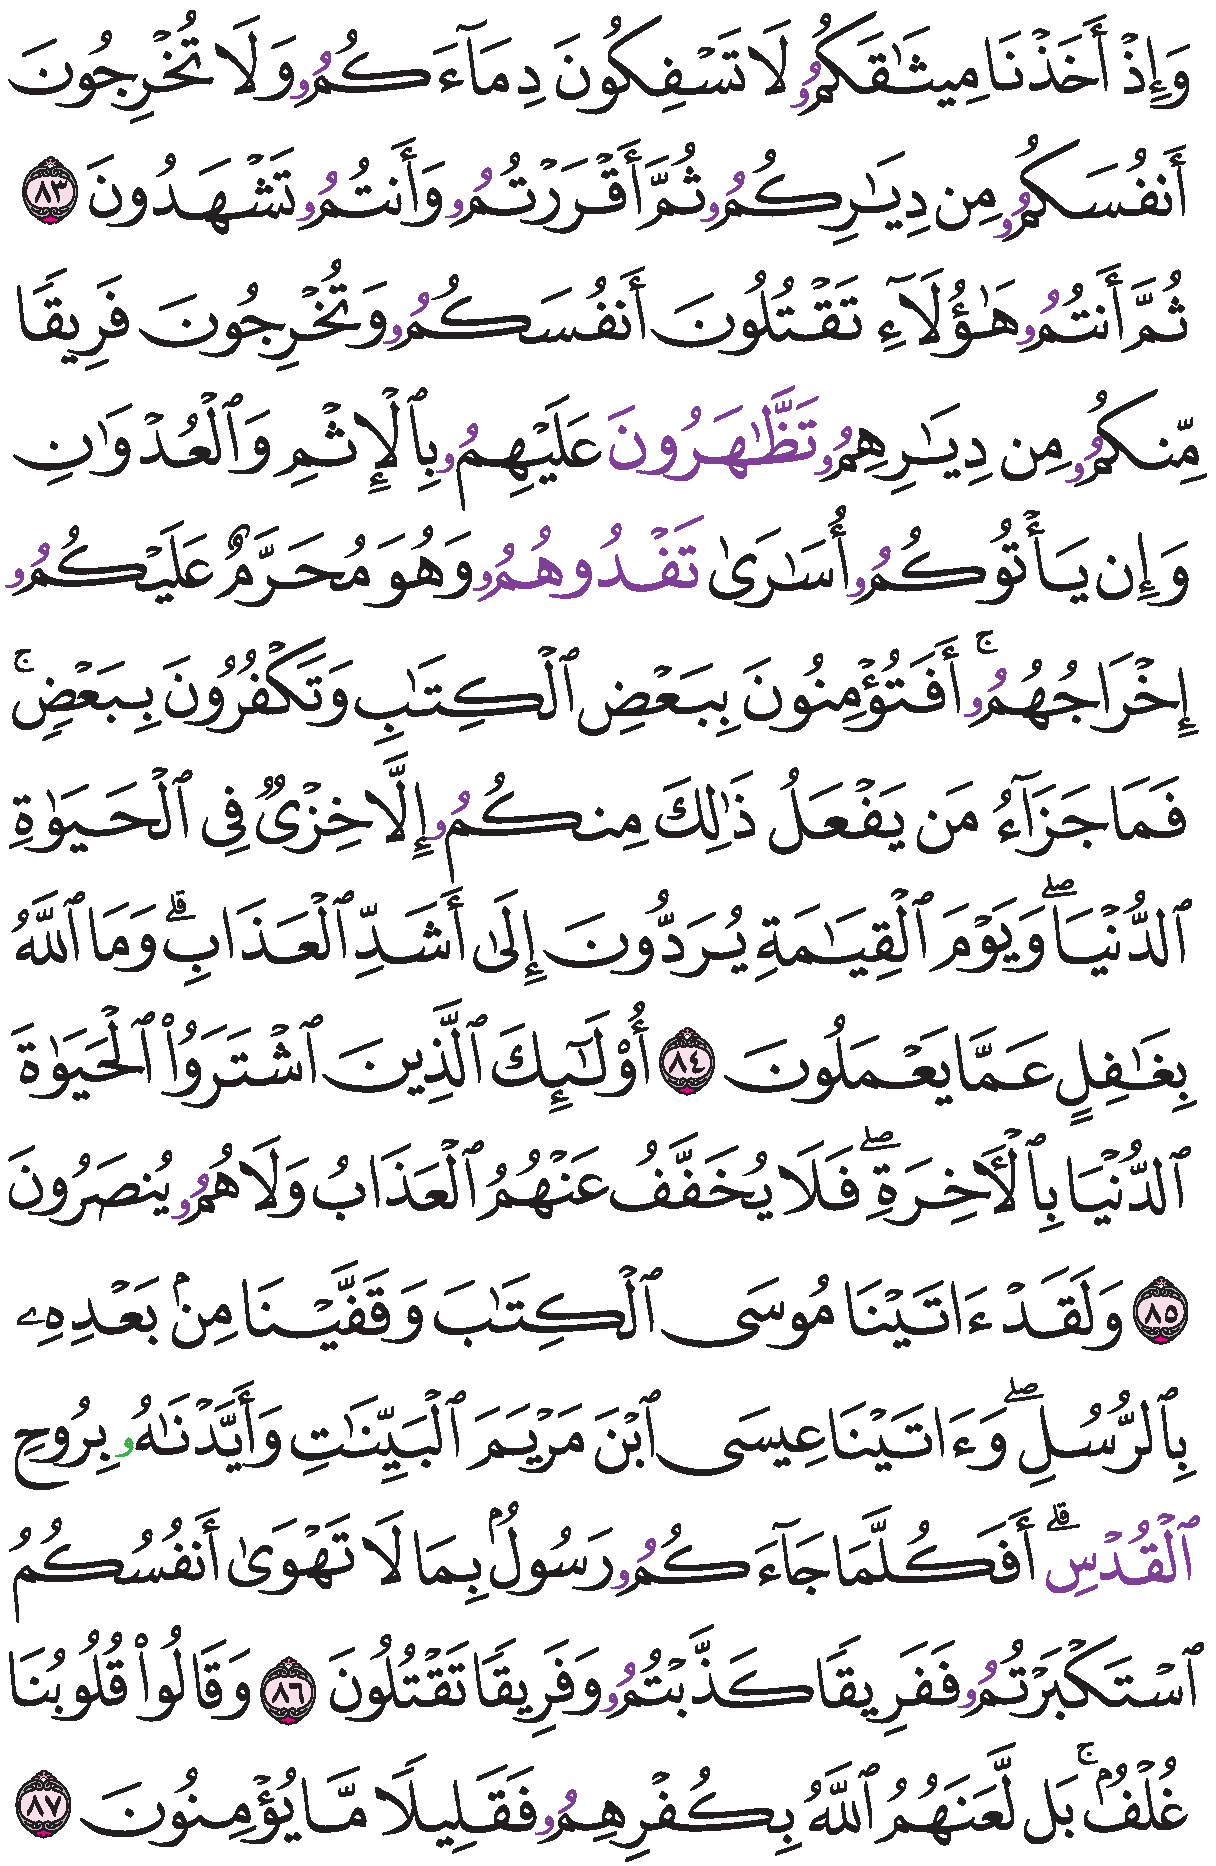 وَإِذْ أَخَذْنَا مِيثَٰقَكُمُۥ لَا تَسْفِكُونَ دِمَآءَكُمُۥ وَلَا تُخْرِجُونَ
أَنفُسَكُمُۥ مِن دِيَٰرِكُمُۥ ثُمَّ أَقْرَرْتُمُۥ وَأَنتُمُۥ تَشْهَدُونَ ٨٣
ثُمَّ أَنتُمُۥ هَٰٓؤُلَآءِ تَقْتُلُونَ أَنفُسَكُمُۥ وَتُخْرِجُونَ فَرِيقًا
مِّنكُمُۥ مِن دِيَٰرِهِمُۥ تَظَّٰهَرُونَ عَلَيْهِمُۥ بِٱلْإِثْمِ وَٱلْعُدْوَٰنِ
وَإِن يَأْتُوكُمُۥ أُسَٰرَىٰ تَفْدُوهُمُۥ وَهُوَ مُحَرَّمٌ عَلَيْكُمُۥ
إِخْرَاجُهُمُۥ ۚ أَفَتُؤْمِنُونَ بِبَعْضِ ٱلْكِتَٰبِ وَتَكْفُرُونَ بِبَعْضٍ ۚ
فَمَا جَزَآءُ مَن يَفْعَلُ ذَٰلِكَ مِنكُمُۥ إِلَّا خِزْىٌ فِى ٱلْحَيَوٰةِ
ٱلدُّنْيَا ۖ وَيَوْمَ ٱلْقِيَٰمَةِ يُرَدُّونَ إِلَىٰ أَشَدِّ ٱلْعَذَابِ ۗ وَمَا ٱللَّهُ
بِغَٰفِلٍ عَمَّا يَعْمَلُونَ ٨٤ أُو۟لَٰٓئِكَ ٱلَّذِينَ ٱشْتَرَوُا۟ ٱلْحَيَوٰةَ
ٱلدُّنْيَا بِٱلْأَخِرَةِ ۖ فَلَا يُخَفَّفُ عَنْهُمُ ٱلْعَذَابُ وَلَا هُمُۥ يُنصَرُونَ
٨٥ وَلَقَدْ ءَاتَيْنَا مُوسَى ٱلْكِتَٰبَ وَقَفَّيْنَا مِنۢ بَعْدِهِۦ
بِٱلرُّسُلِ ۖ وَءَاتَيْنَا عِيسَى ٱبْنَ مَرْيَمَ ٱلْبَيِّنَٰتِ وَأَيَّدْنَٰهُۥ بِرُوحِ
ٱلْقُدْسِ ۗ أَفَكُلَّمَا جَآءَكُمُۥ رَسُولٌۢ بِمَا لَا تَهْوَىٰ أَنفُسُكُمُ
ٱسْتَكْبَرْتُمُۥ فَفَرِيقًا كَذَّبْتُمُۥ وَفَرِيقًا تَقْتُلُونَ ٨٦ وَقَالُوا۟ قُلُوبُنَا
غُلْفٌۢ ۚ بَل لَّعَنَهُمُ ٱللَّهُ بِكُفْرِهِمُۥ فَقَلِيلًا مَّا يُؤْمِنُونَ ٨٧